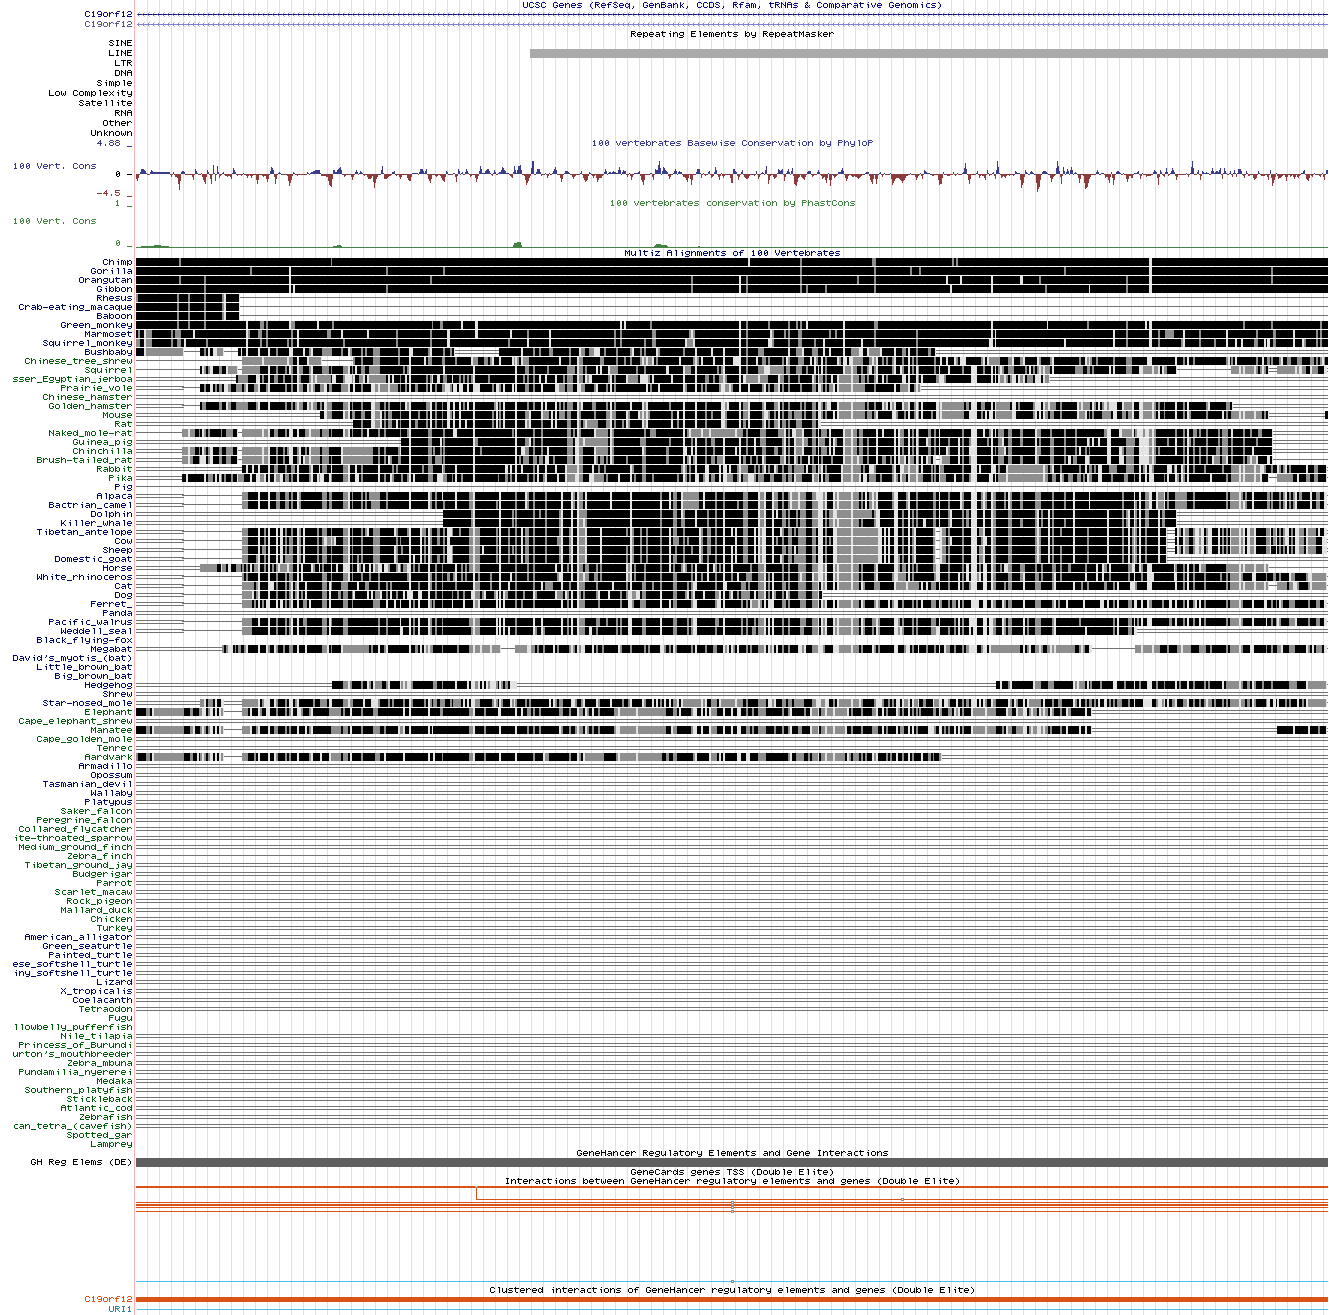 UCSC Genes (RefSeq, GenBank, CCDS, Rfam, tRNAs & Comparative Genomics)
C19orf12
C19orf12
Repeating Elements by RepeatMasker
SINE
LINE
LTR
DNA
Simple
Low Complexity
Satellite
RNA
Other
Unknown
4.88 _
100 vertebrates Basewise Conservation by PhyloP
100 Vert. Cons
0 -
-4.5 _
1 _
100 vertebrates conservation by PhastCons
100 Vert. Cons
0 _
Multiz Alignments of 100 Vertebrates
Chimp
Gorilla
Orangutan
Gibbon
Rhesus
Crab-eating_macaque
Baboon
Green_monkey
Marmoset
Squirrel_monkey
Bushbaby
Chinese_tree_shrew
Squirrel
sser_Egyptian_jerboa
Prairie_vole
Chinese_hamster
Golden_hamster
Mouse
Rat
Naked_mole-rat
Guinea_pig
Chinchilla
Brush-tailed_rat
Rabbit
Pika
Pig
Alpaca
Bactrian_camel
Dolphin
Killer_whale
Tibetan_antelope
Cow
Sheep
Domestic_goat
Horse
White_rhinoceros
Cat
Dog
Ferret_
Panda
Pacific_walrus
Weddell_seal
Black_flying-fox
Megabat
David's_myotis_(bat)
Little_brown_bat
Big_brown_bat
Hedgehog
Shrew
Star-nosed_mole
Elephant
Cape_elephant_shrew
Manatee
Cape_golden_mole
Tenrec
Aardvark
Armadillo
Opossum
Tasmanian_devil
Wallaby
Platypus
Saker_falcon
Peregrine_falcon
Collared_flycatcher
ite-throated_sparrow
Medium_ground_finch
Zebra_finch
Tibetan_ground_jay
Budgerigar
Parrot
Scarlet_macaw
Rock_pigeon
Mallard_duck
Chicken
Turkey
American_alligator
Green_seaturtle
Painted_turtle
ese_softshell_turtle
iny_softshell_turtle
Lizard
X_tropicalis
Coelacanth
Tetraodon
Fugu
llowbelly_pufferfish
Nile_tilapia
Princess_of_Burundi
urton's_mouthbreeder
Zebra_mbuna
Pundamilia_nyererei
Medaka
Southern_platyfish
Stickleback
Atlantic_cod
Zebrafish
can_tetra_(cavefish)
Spotted_gar
Lamprey
GeneHancer Regulatory Elements and Gene Interactions
GH Reg Elems (DE)
GeneCards genes TSS (Double Elite)
Interactions between GeneHancer regulatory elements and genes (Double Elite)
Clustered interactions of GeneHancer regulatory elements and genes (Double Elite)
C19orf12
URI1